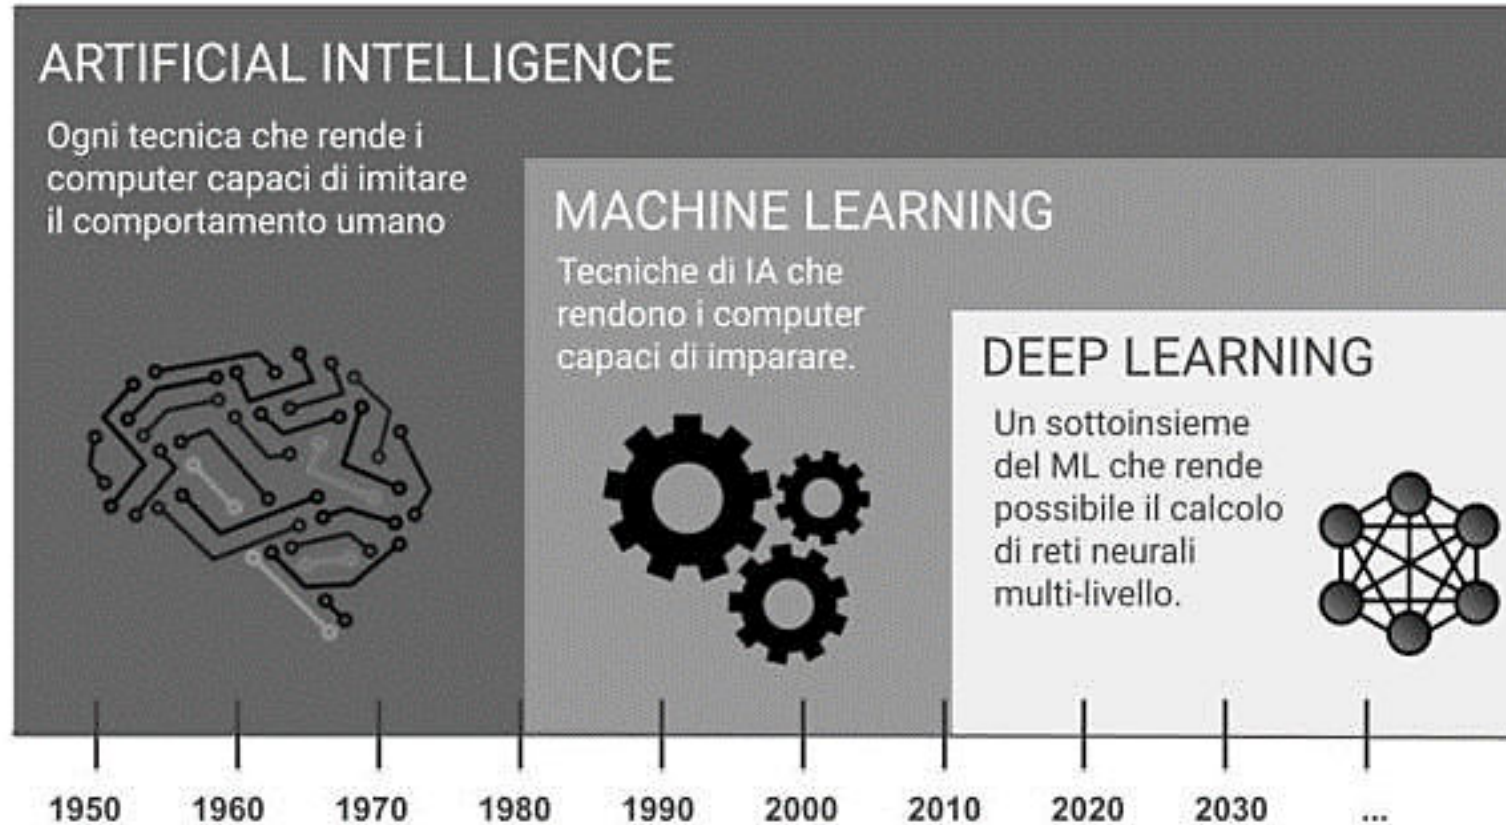 ARTIFICIAL INTELLIGENCE
Ogni tecnica che rende i
computer capaci di imitare
il comportamento umano
MACHINE LEARNING
Tecniche di IA che
rendono i computer
capaci di imparare.
DEEP LEARNING
Un sottoinsieme
del ML che rende
possibile il calcolo
di reti neurali
multi-livello.
1950 1960 1970 1980 1990 2000 2010 2020 2030 ...